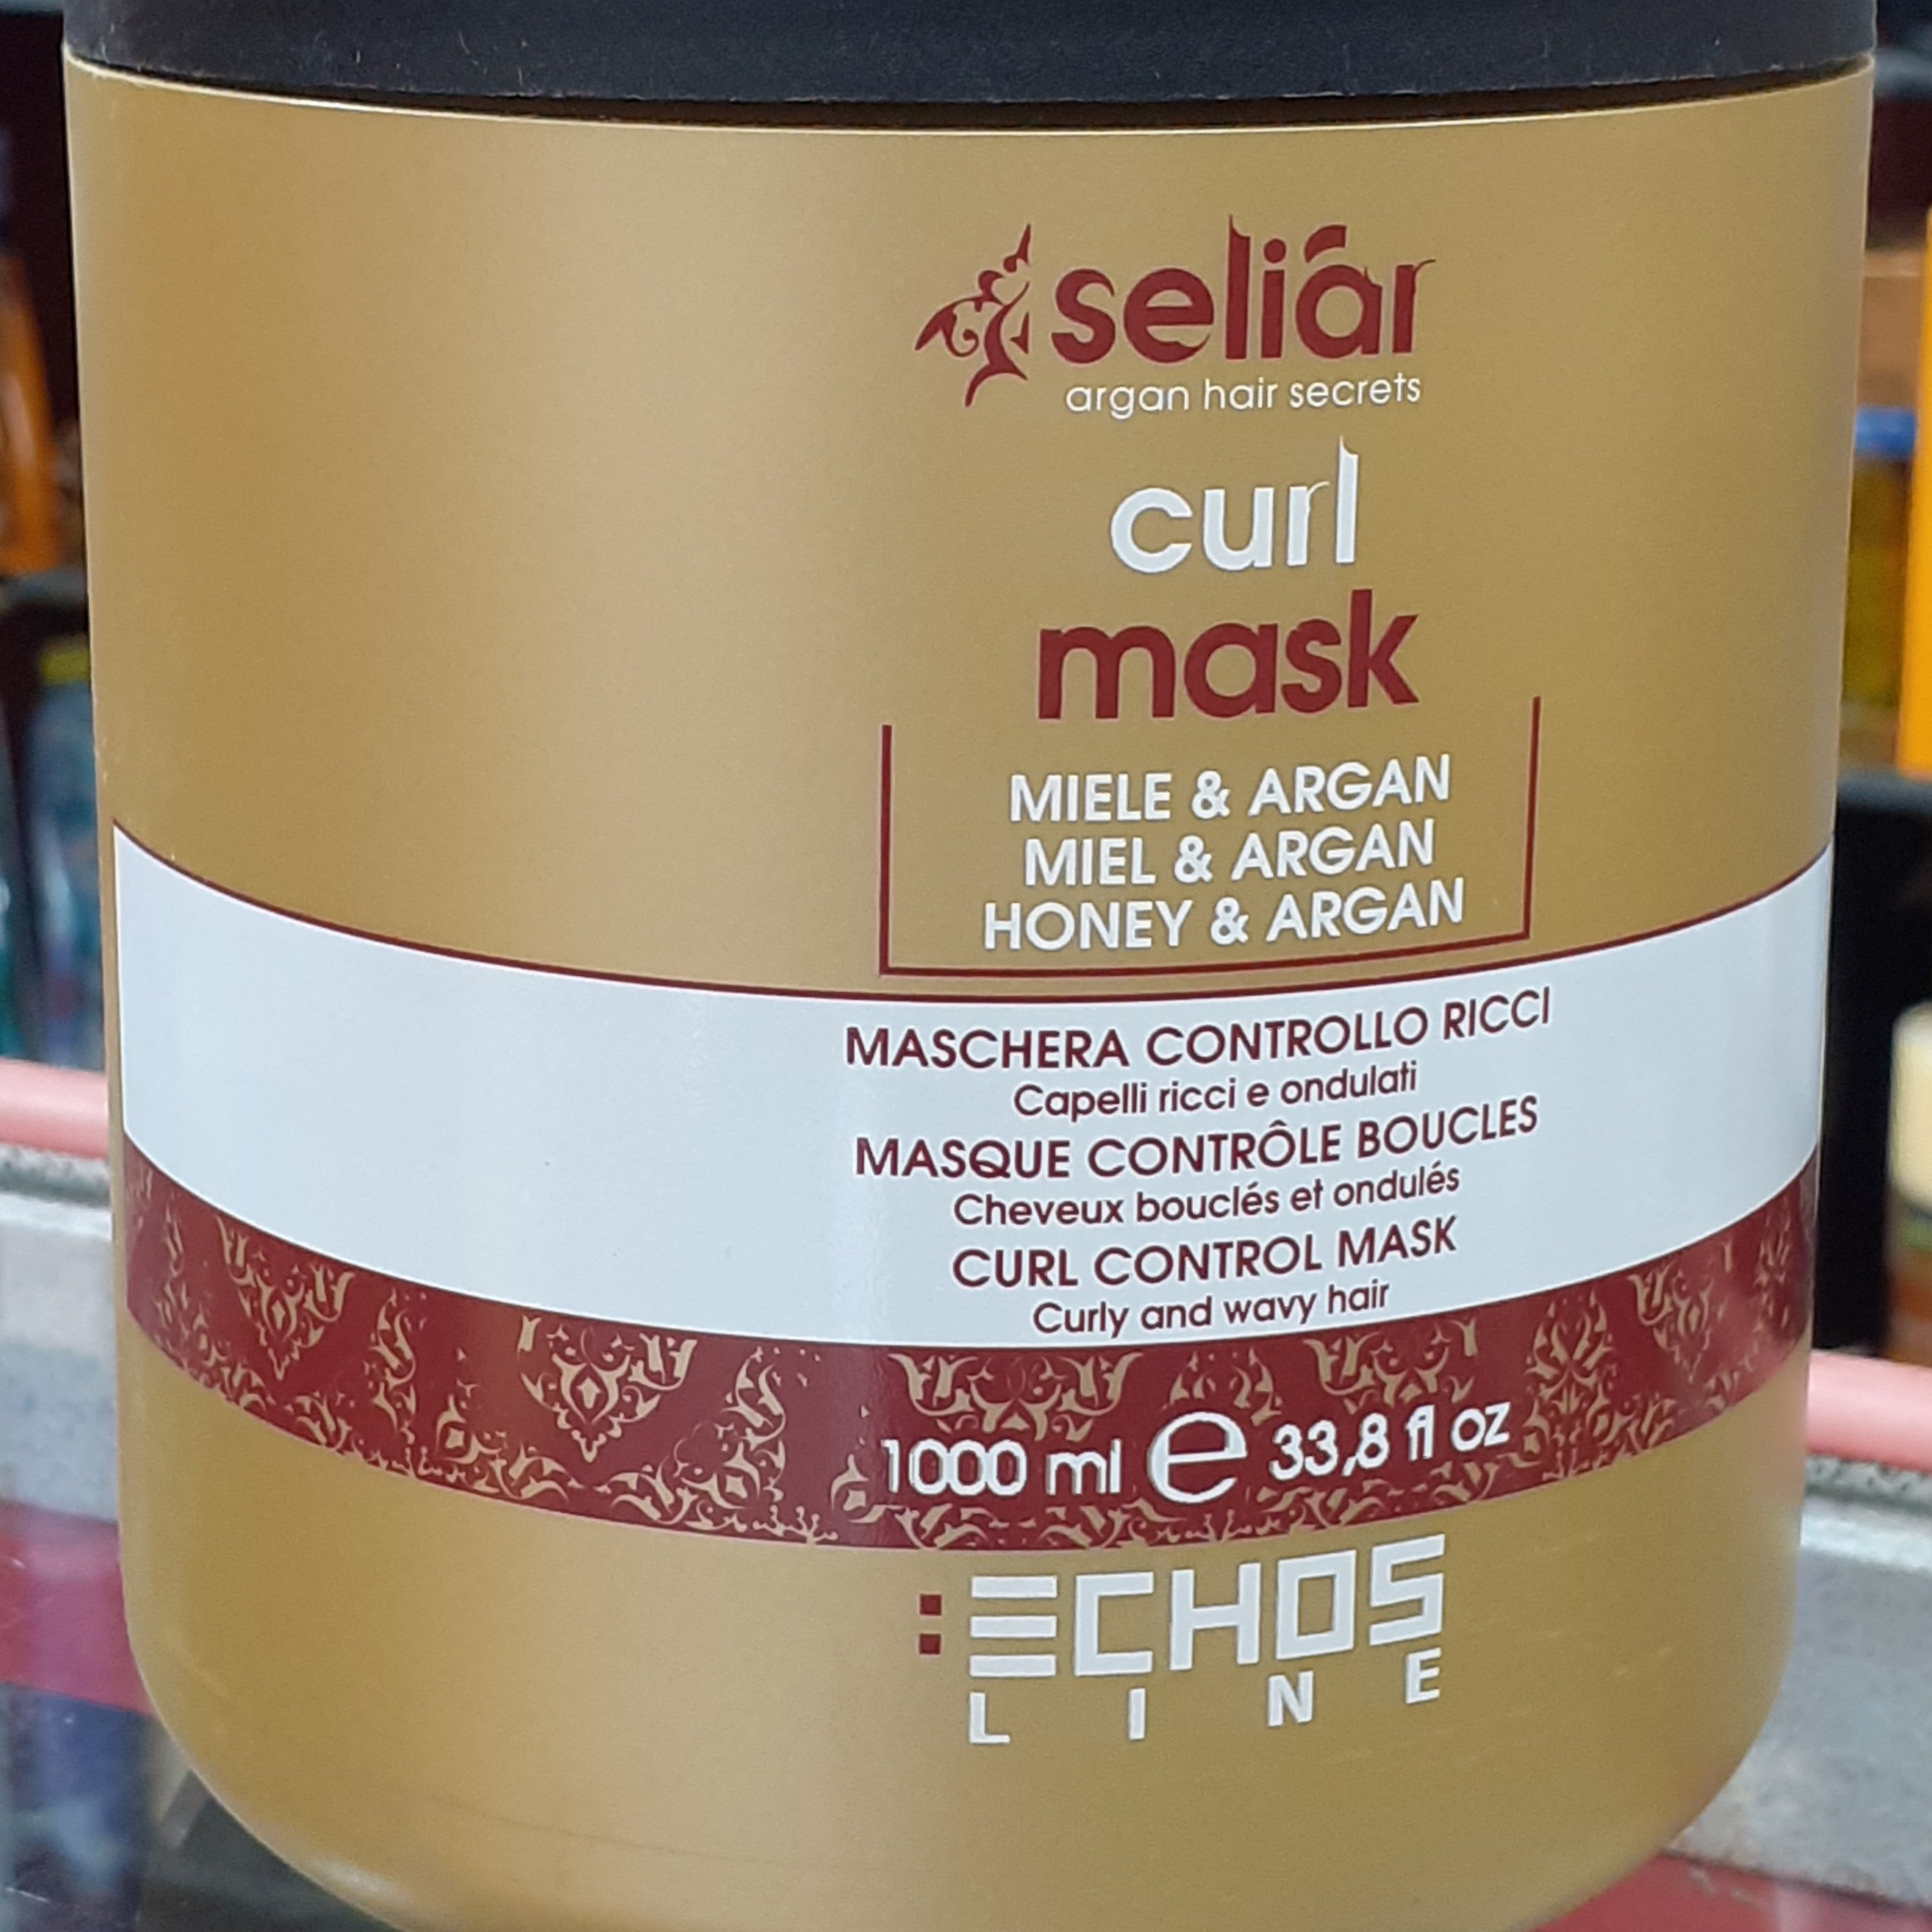 seliár
argan hair secrets
curl
mask
MIELE & ARGAN
MIEL & ARGAN
HONEY & ARGAN
MASCHERA CONTROLLO RICCI
Capelli ricci e ondulati
MASQUE CONTRÔLE BOUCLES
Cheveux bouclés et ondulés
CURL CONTROL MASK
Curly and wavy hair
1000 ml e 33,8 fl oz
:ECHOS
LINE